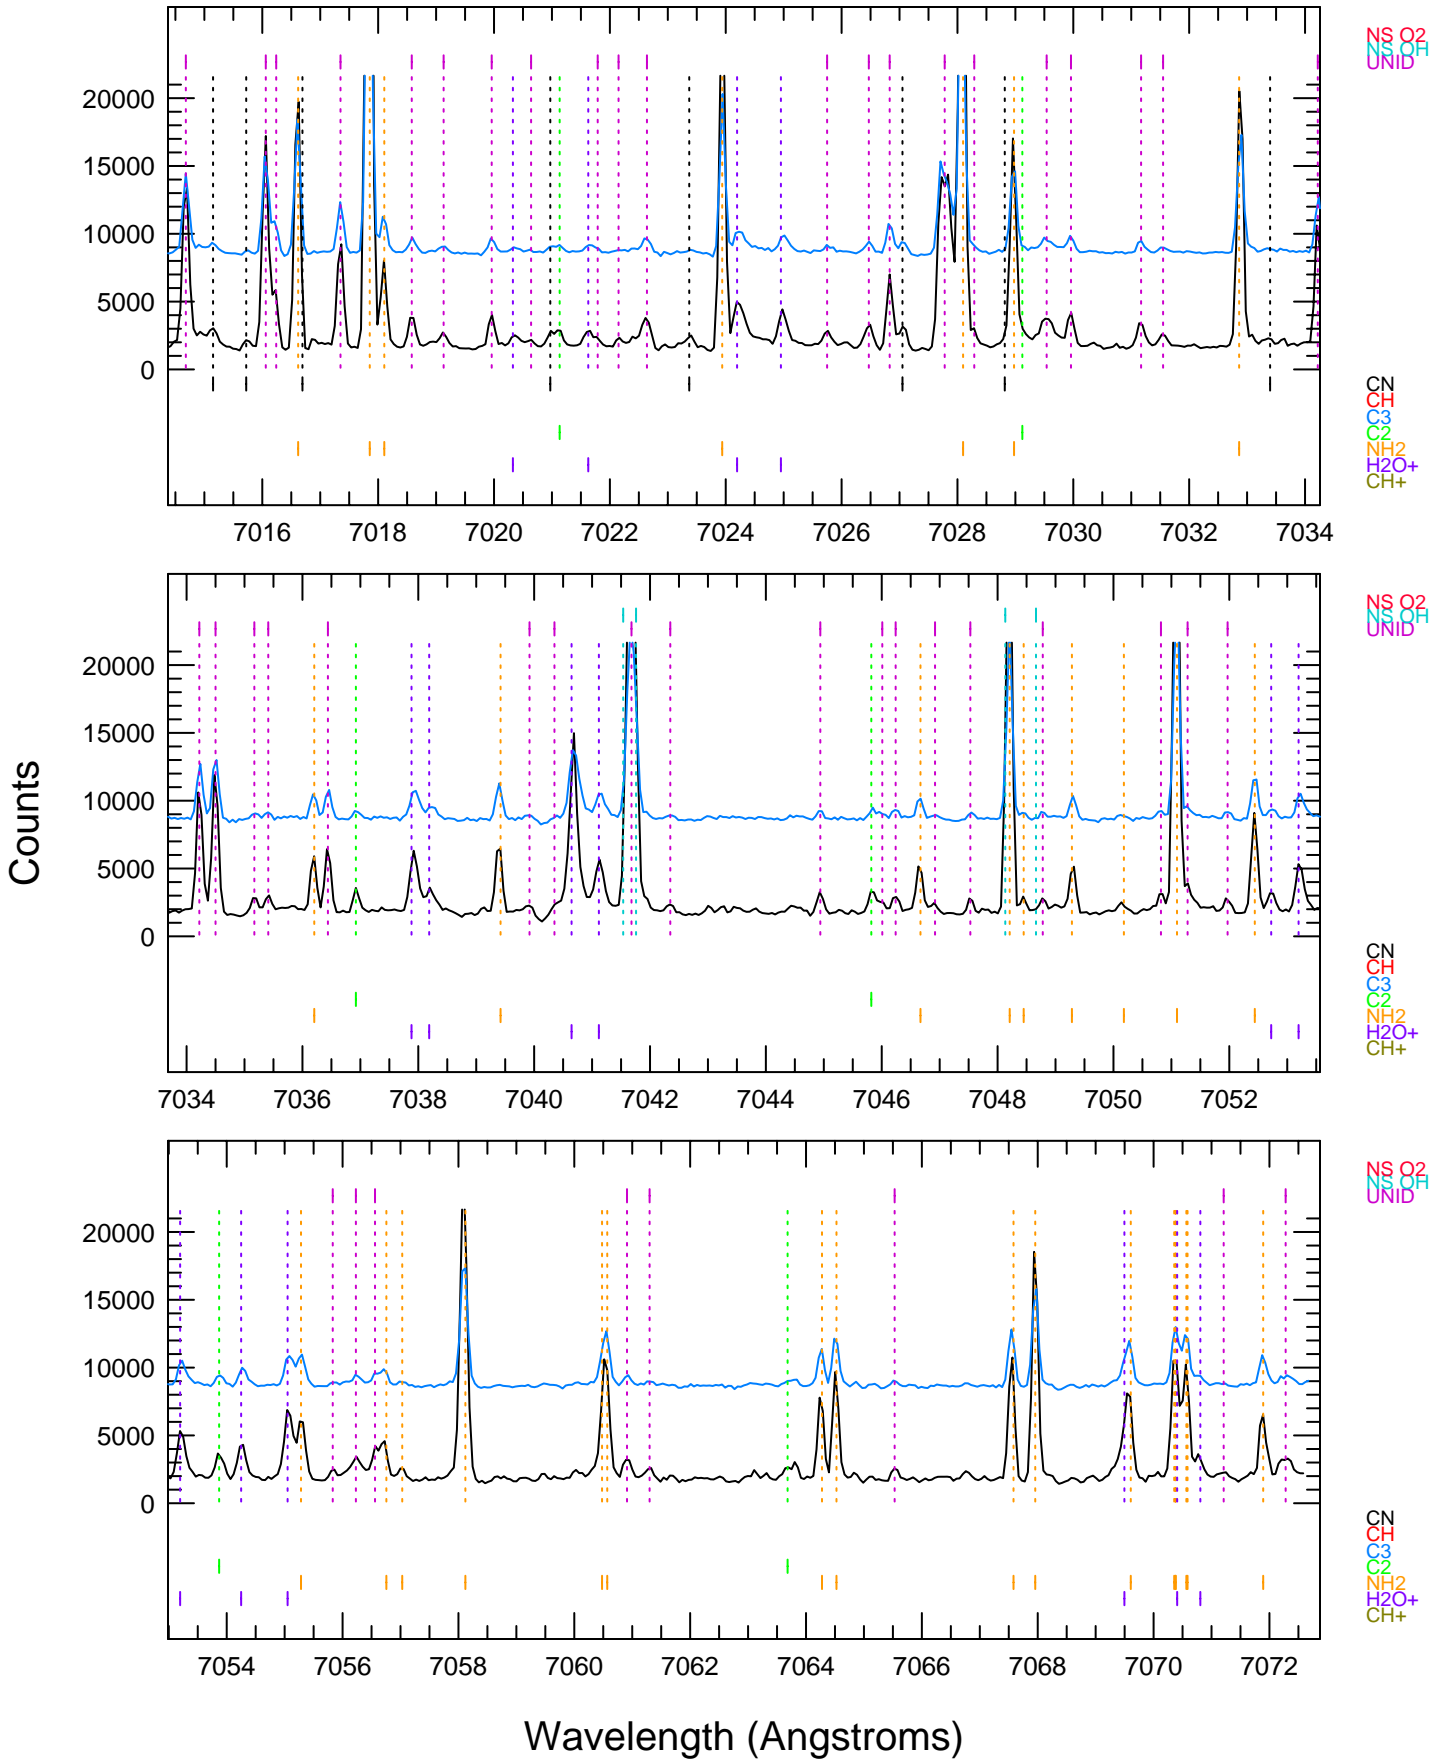 NS O2
NS OH
UNID
20000
15000
10000
5000
0
CN
CH
C3
C2
NH2
H2O+
CH+
7016 7018 7020 7022 7024 7026 7028 7030 7032 7034
NS O2
NS OH
UNID
20000
15000
10000
5000
0
Counts
CN
CH
C3
C2
NH2
H2O+
CH+
7034 7036 7038 7040 7042 7044 7046 7048 7050 7052
NS O2
NS OH
UNID
20000
15000
10000
5000
0
CN
CH
C3
C2
NH2
H2O+
CH+
7054 7056 7058 7060 7062 7064 7066 7068 7070 7072
Wavelength (Angstroms)